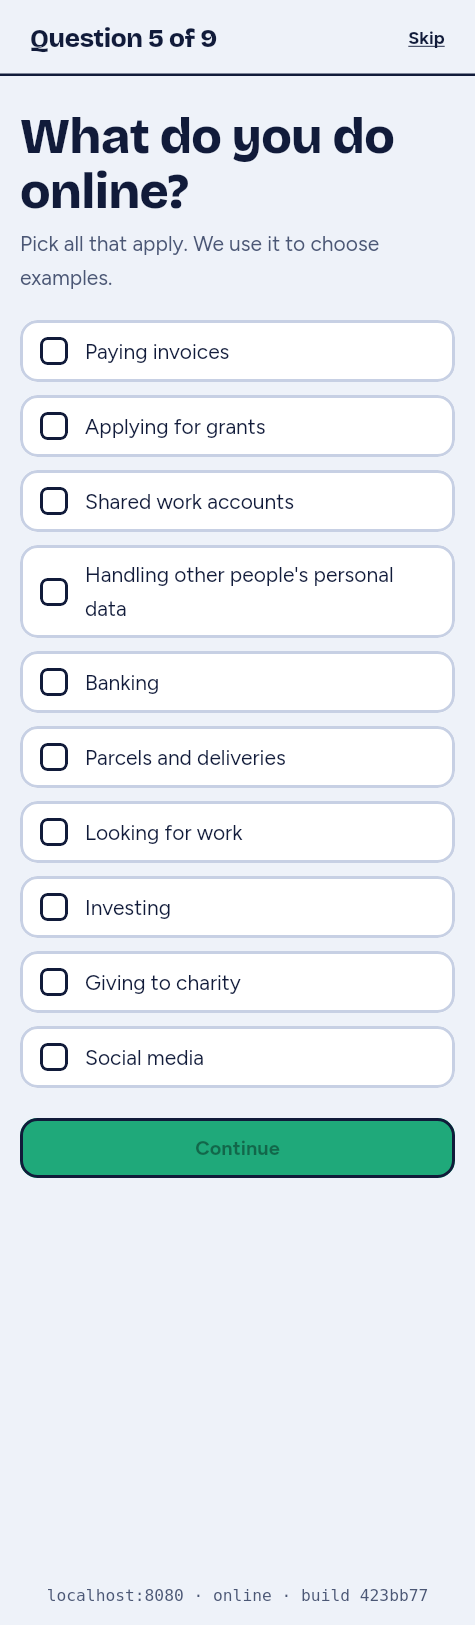 Question 5 of 9
Skip
What do you do
online?
Pick all that apply. We use it to choose
examples.
Paying invoices
Applying for grants
Shared work accounts
Handling other people's personal
data
Banking
Parcels and deliveries
Looking for work
Investing
Giving to charity
Social media
Continue
localhost:8080 · online · build 423bb77